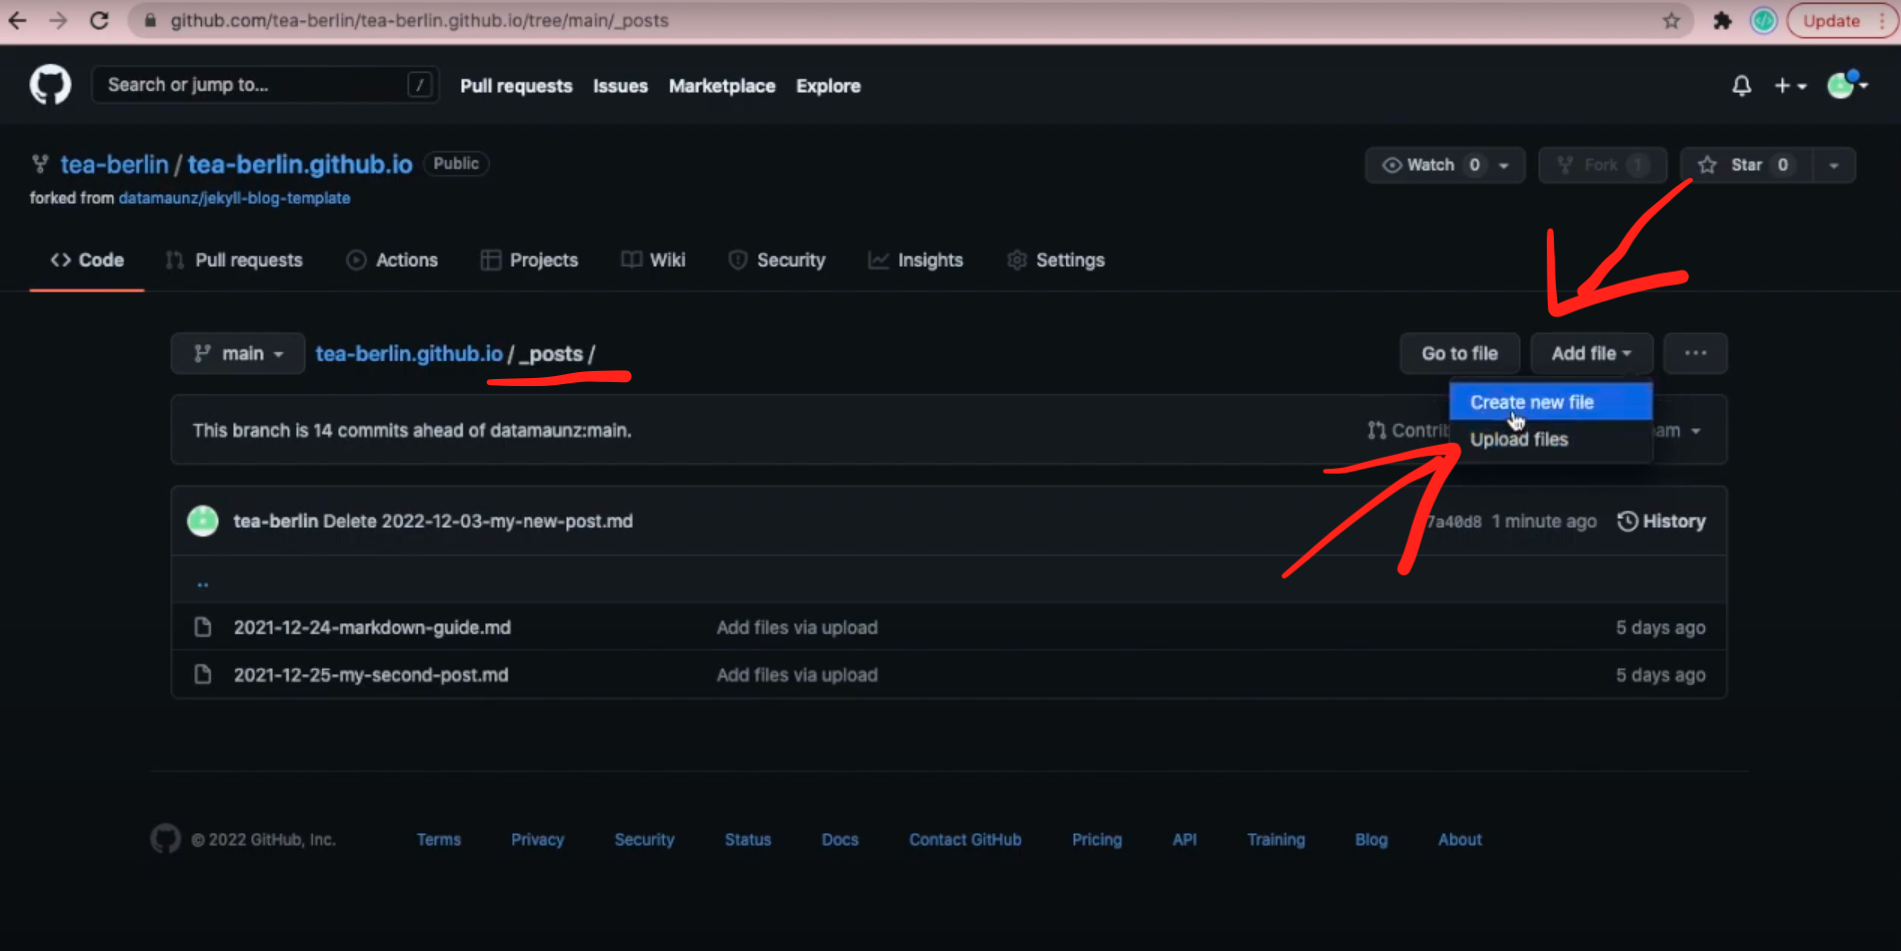 github.com/tea-berlin/tea-berlin.github.io/tree/main/_posts
Update
Search or jump to... /
Pull requests Issues Marketplace Explore
tea-berlin / tea-berlin.github.io Public
Watch 0 Fork 1 Star 0
forked from datamaunz/jekyll-blog-template
Code Pull requests Actions Projects Wiki Security Insights Settings
main tea-berlin.github.io / _posts / Go to file Add file ...
Create new file
Upload files
This branch is 14 commits ahead of datamaunz:main.
tea-berlin Delete 2022-12-03-my-new-post.md 7a40d8 1 minute ago History
..
2021-12-24-markdown-guide.md Add files via upload 5 days ago
2021-12-25-my-second-post.md Add files via upload 5 days ago
© 2022 GitHub, Inc. Terms Privacy Security Status Docs Contact GitHub Pricing API Training Blog About